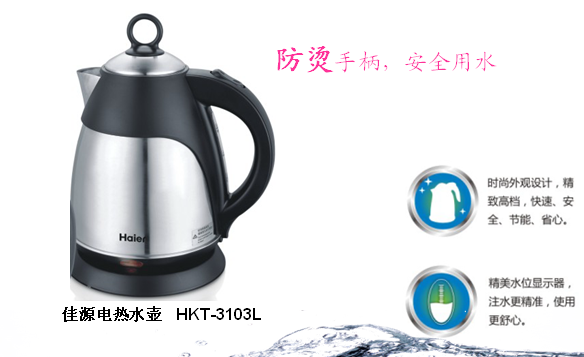 防烫手柄，安全用水
Haier
时尚外观设计，精
致高档，快速、安
全、节能、省心。
精美水位显示器，
注水更精准，使用
更舒心。
佳源电热水壶 HKT-3103L